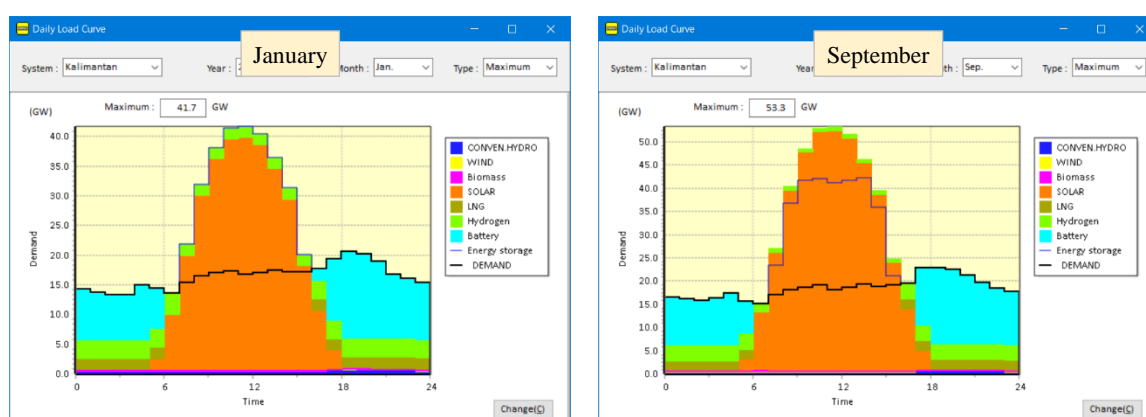 Daily Load Curve
January
System : Kalimantan
Year : 2
Month : Jan.
Type : Maximum
(GW)
Maximum : 41.7 GW
40.0
35.0
30.0
25.0
20.0
15.0
10.0
5.0
0.0
Demand
0
6
12
18
24
Time
CONVEN.HYDRO
WIND
Biomass
SOLAR
LNG
Hydrogen
Battery
Energy storage
DEMAND
Change(C)
Daily Load Curve
September
System : Kalimantan
Year
th : Sep.
Type : Maximum
(GW)
Maximum : 53.3 GW
50.0
45.0
40.0
35.0
30.0
25.0
20.0
15.0
10.0
5.0
0.0
Demand
0
6
12
18
24
Time
CONVEN.HYDRO
WIND
Biomass
SOLAR
LNG
Hydrogen
Battery
Energy storage
DEMAND
Change(C)